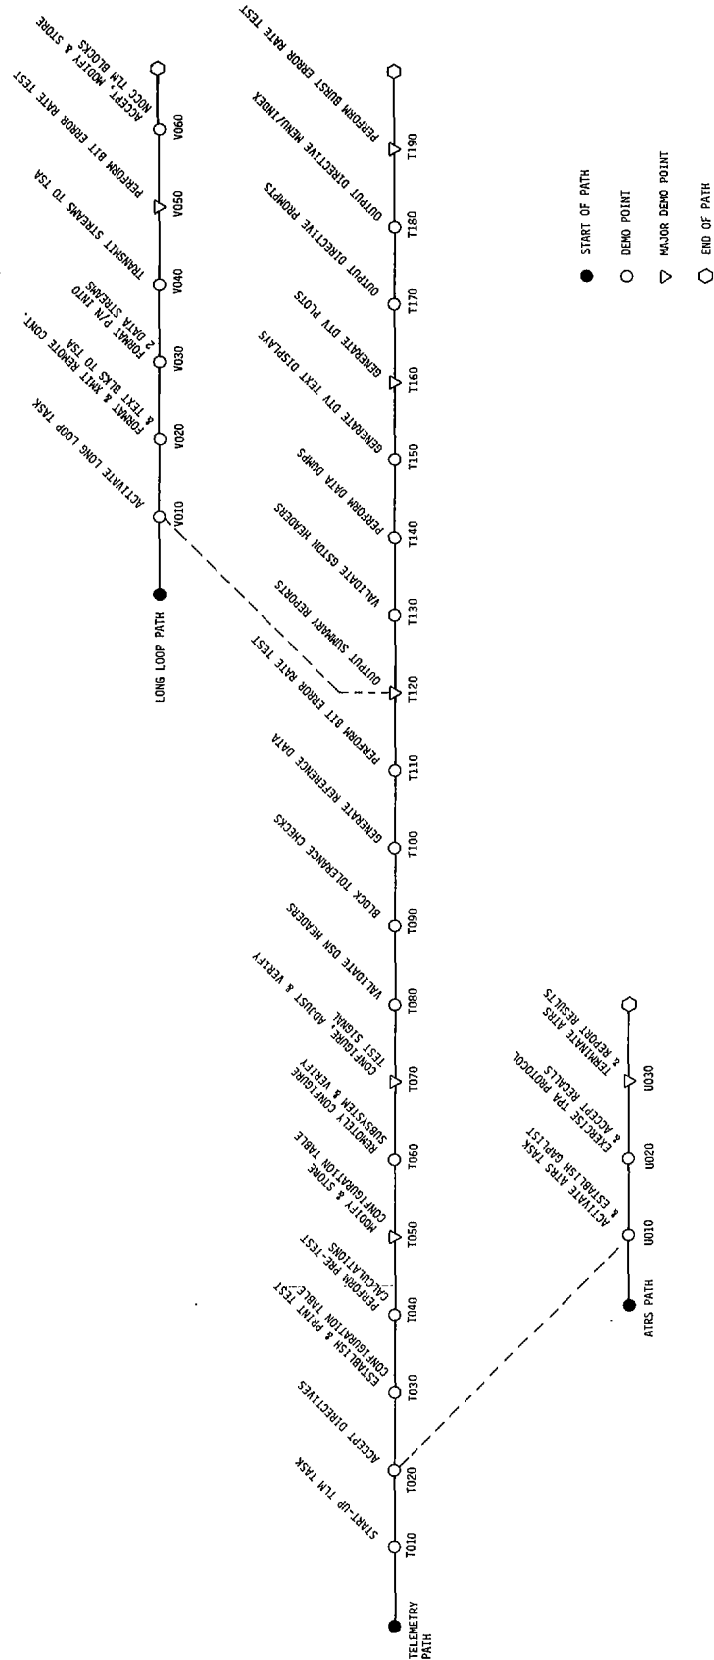 LONG LOOP PATH
V010
ACTIVATE LONG LOOP TASK
V020
FORMAT & XMIT REMOTE CONT.
& TEXT BLKS TO TSA
V030
FORMAT P/N INTO
2 DATA STREAMS
V040
TRANSMIT STREAMS TO TSA
V050
PERFORM BIT ERROR RATE TEST
V060
ACCEPT, MODIFY & STORE
NOCC TLM BLOCKS
TELEMETRY
PATH
T010
START-UP TLM TASK
T020
ACCEPT DIRECTIVES
T030
ESTABLISH & PRINT TEST
CONFIGURATION TABLE
T040
PERFORM PRE-TEST
CALCULATIONS
T050
MODIFY & STORE
CONFIGURATION TABLE
T060
REMOTELY CONFIGURE
SUBSYSTEM & VERIFY
T070
CONFIGURE, ADJUST & VERIFY
TEST SIGNAL
T080
VALIDATE DSN HEADERS
T090
BLOCK TOLERANCE CHECKS
T100
GENERATE REFERENCE DATA
T110
PERFORM BIT ERROR RATE TEST
T120
OUTPUT SUMMARY REPORTS
T130
VALIDATE GSTDN HEADERS
T140
PERFORM DATA DUMPS
T150
GENERATE DTV TEXT DISPLAYS
T160
GENERATE DTV PLOTS
T170
OUTPUT DIRECTIVE PROMPTS
T180
OUTPUT DIRECTIVE MENU/INDEX
T190
PERFORM BURST ERROR RATE TEST
ATRS PATH
U010
ACTIVATE ATRS TASK
& ESTABLISH GAPLIST
U020
EXERCISE TPA PROTOCOL
& ACCEPT RECALLS
U030
TERMINATE ATRS
& REPORT RESULTS
START OF PATH
DEMO POINT
MAJOR DEMO POINT
END OF PATH